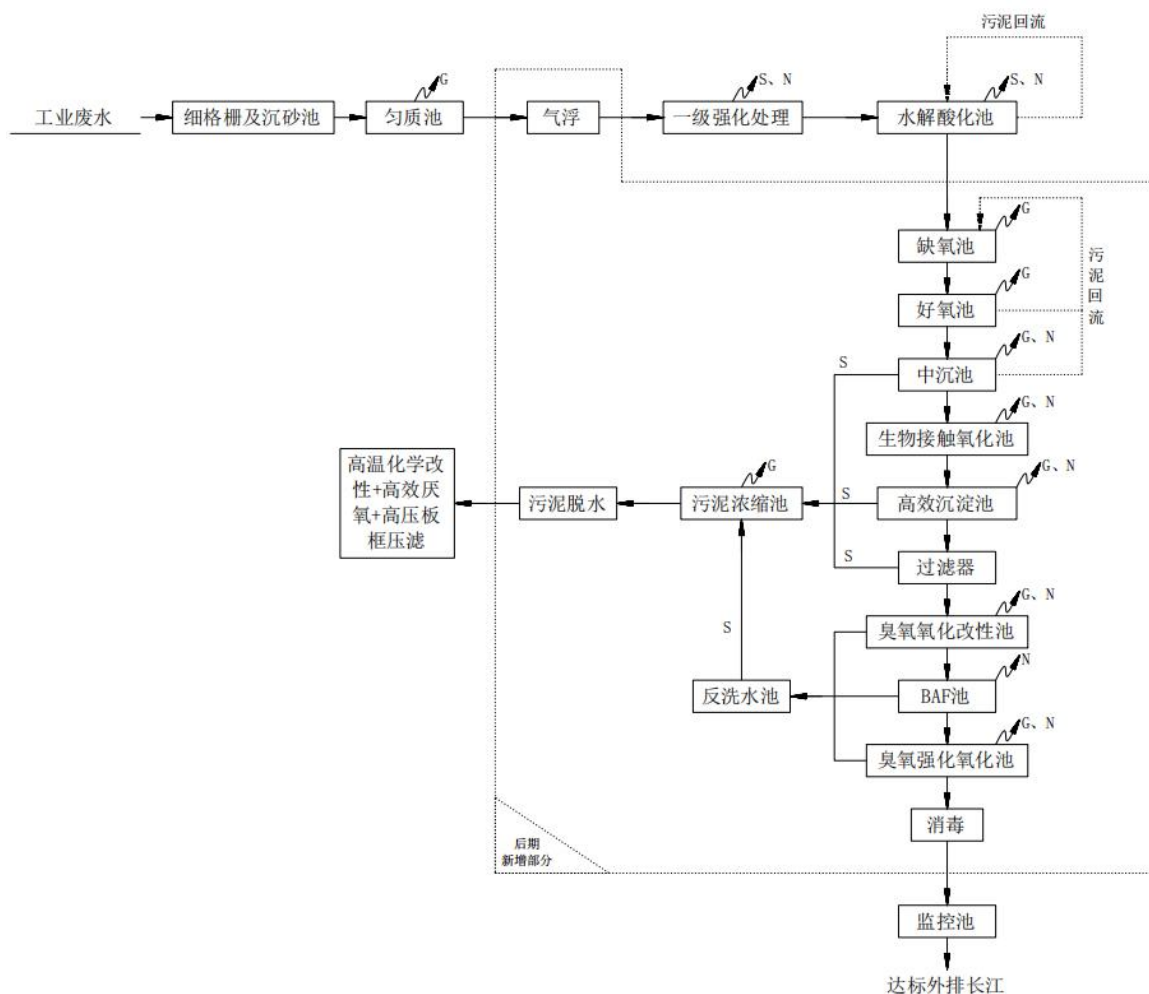 污泥回流
G
S、N
S、N
工业废水
细格栅及沉砂池
匀质池
气浮
一级强化处理
水解酸化池
G
缺氧池
污泥回流
G
好氧池
G、N
S
中沉池
G、N
生物接触氧化池
高温化学改
性+高效厌
氧+高压板
框压滤
G
G、N
污泥脱水
污泥浓缩池
S
高效沉淀池
S
过滤器
G、N
S
臭氧氧化改性池
N
反洗水池
BAF池
G、N
臭氧强化氧化池
消毒
后期
新增部分
监控池
达标外排长江